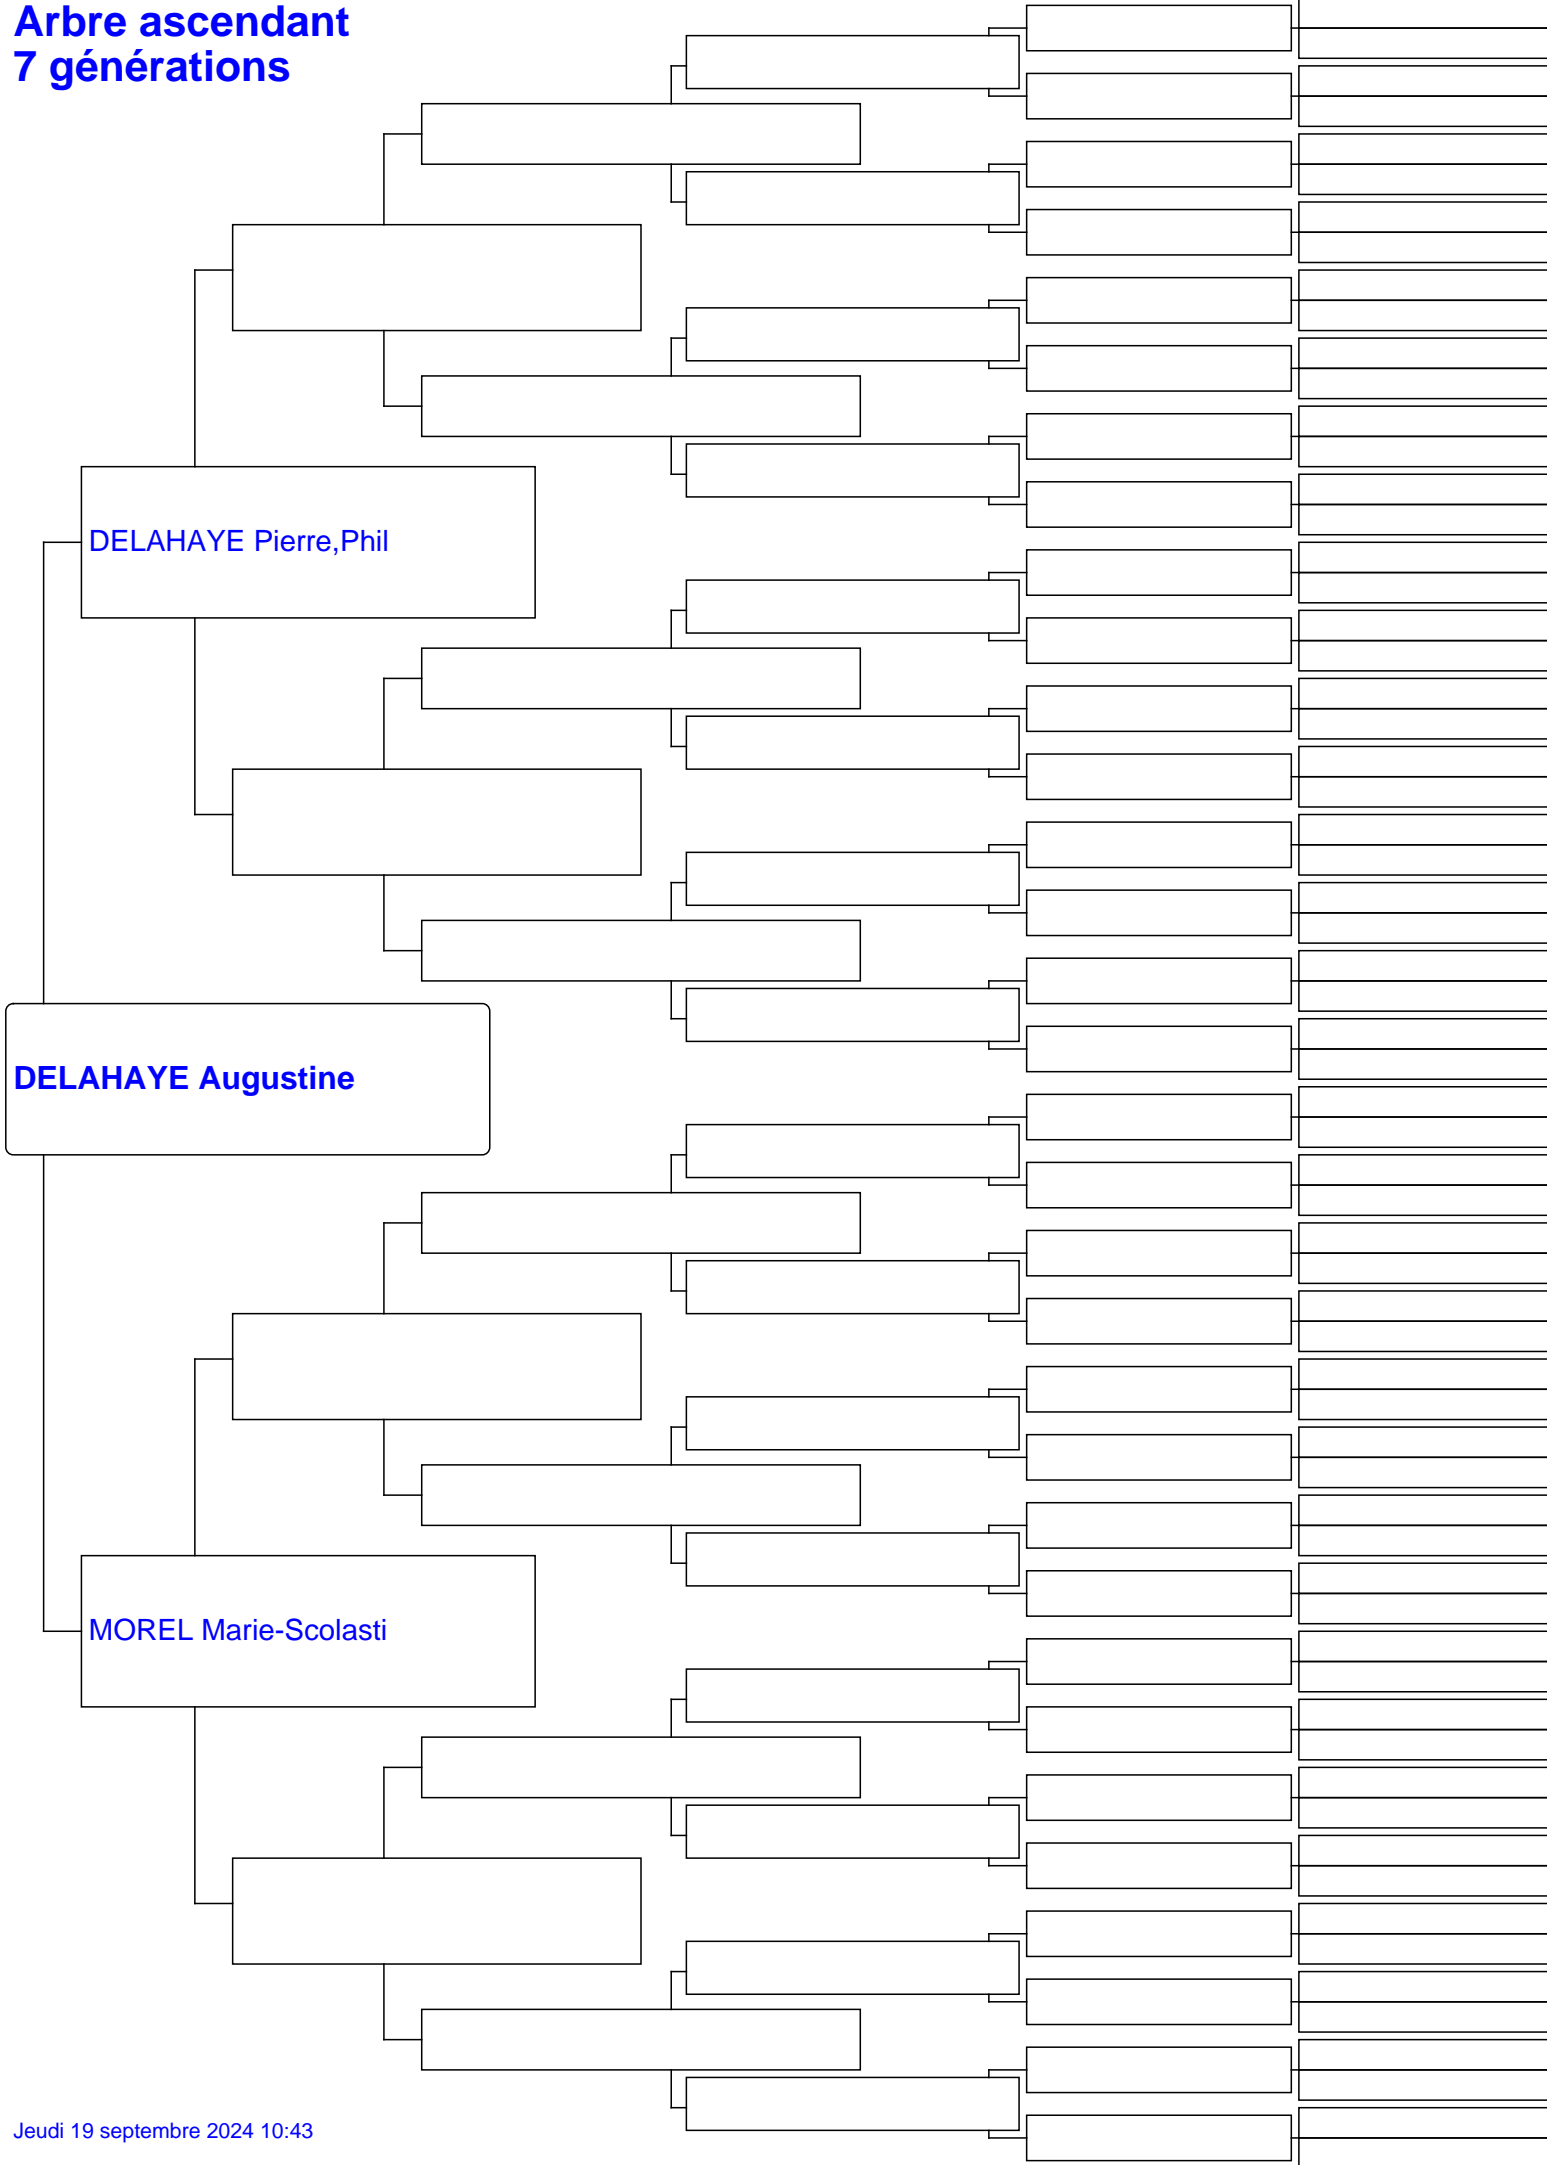 Arbre ascendant
7 générations
DELAHAYE Pierre,Phil
DELAHAYE Augustine
MOREL Marie-Scolasti
Jeudi 19 septembre 2024 10:43